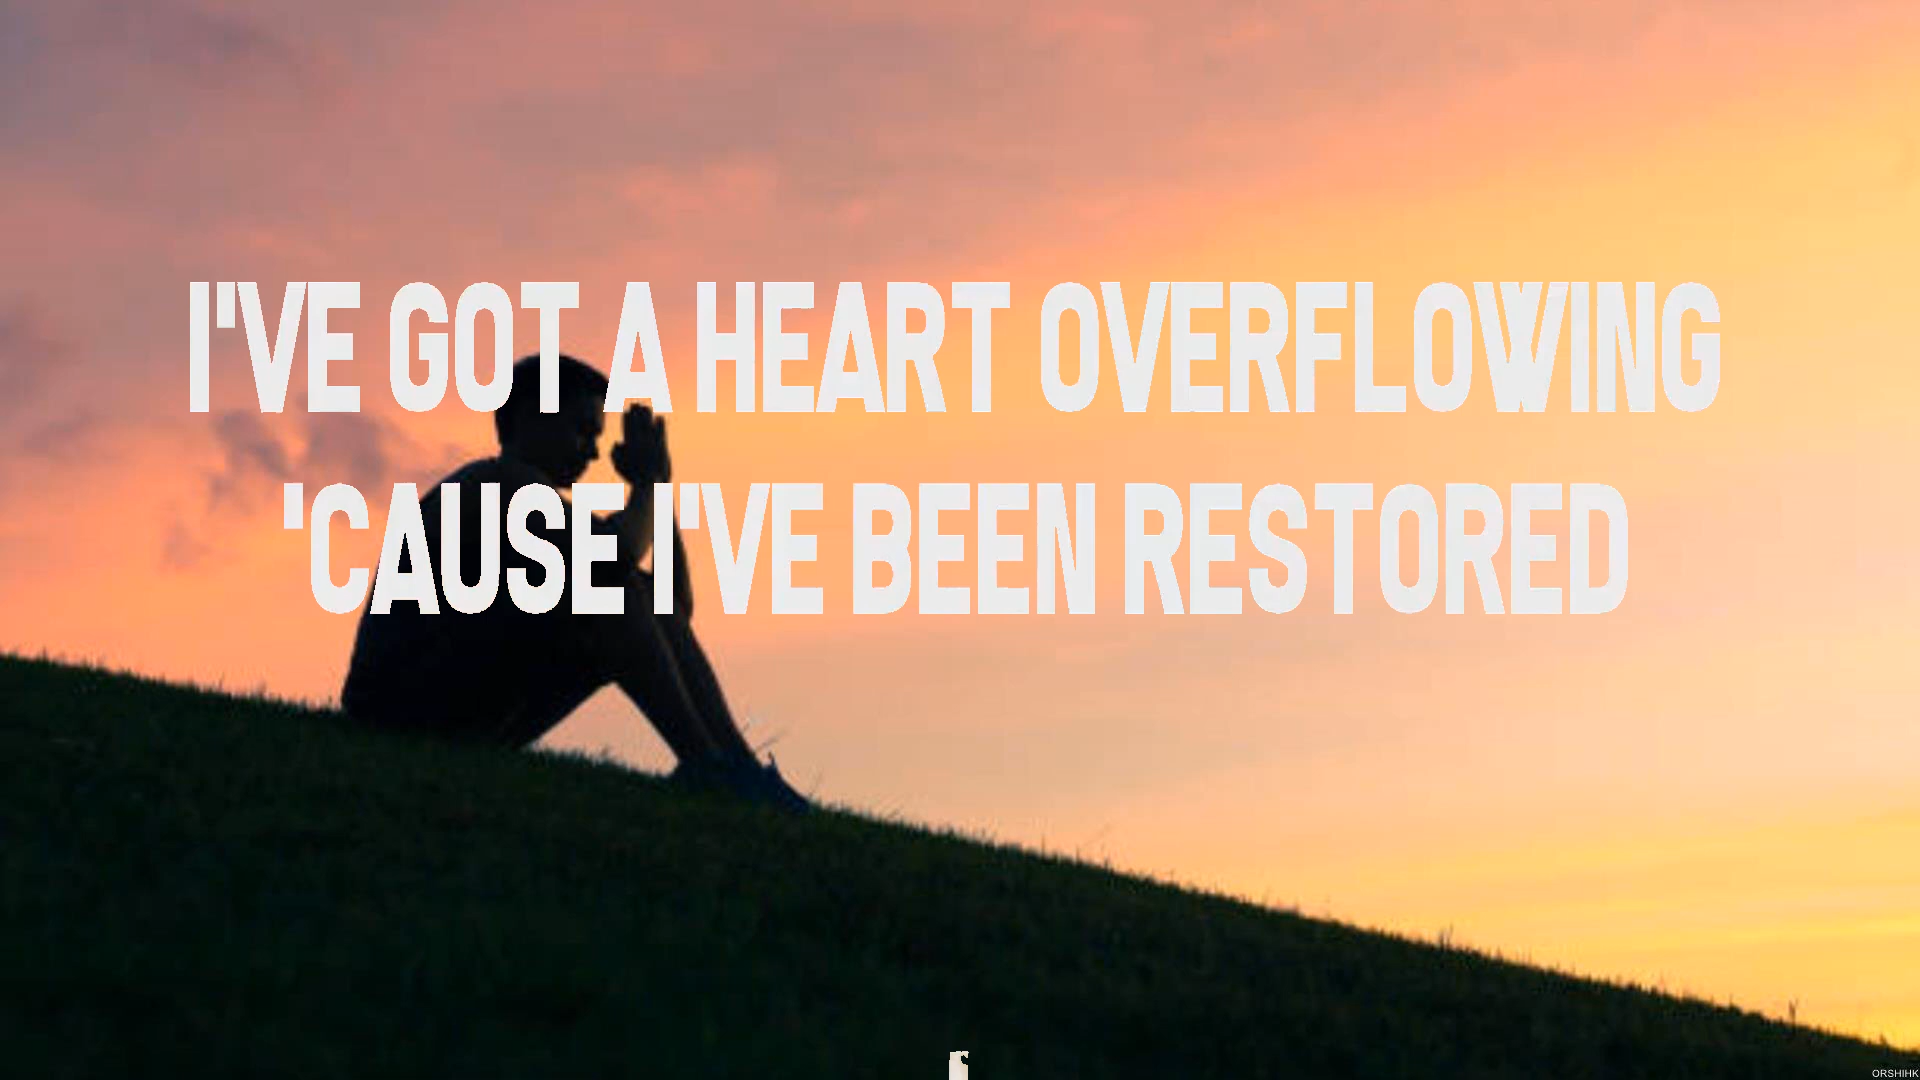 I'VE GOT A HEART OVERFLOWING
'CAUSE I'VE BEEN RESTORED
ORSHIHK